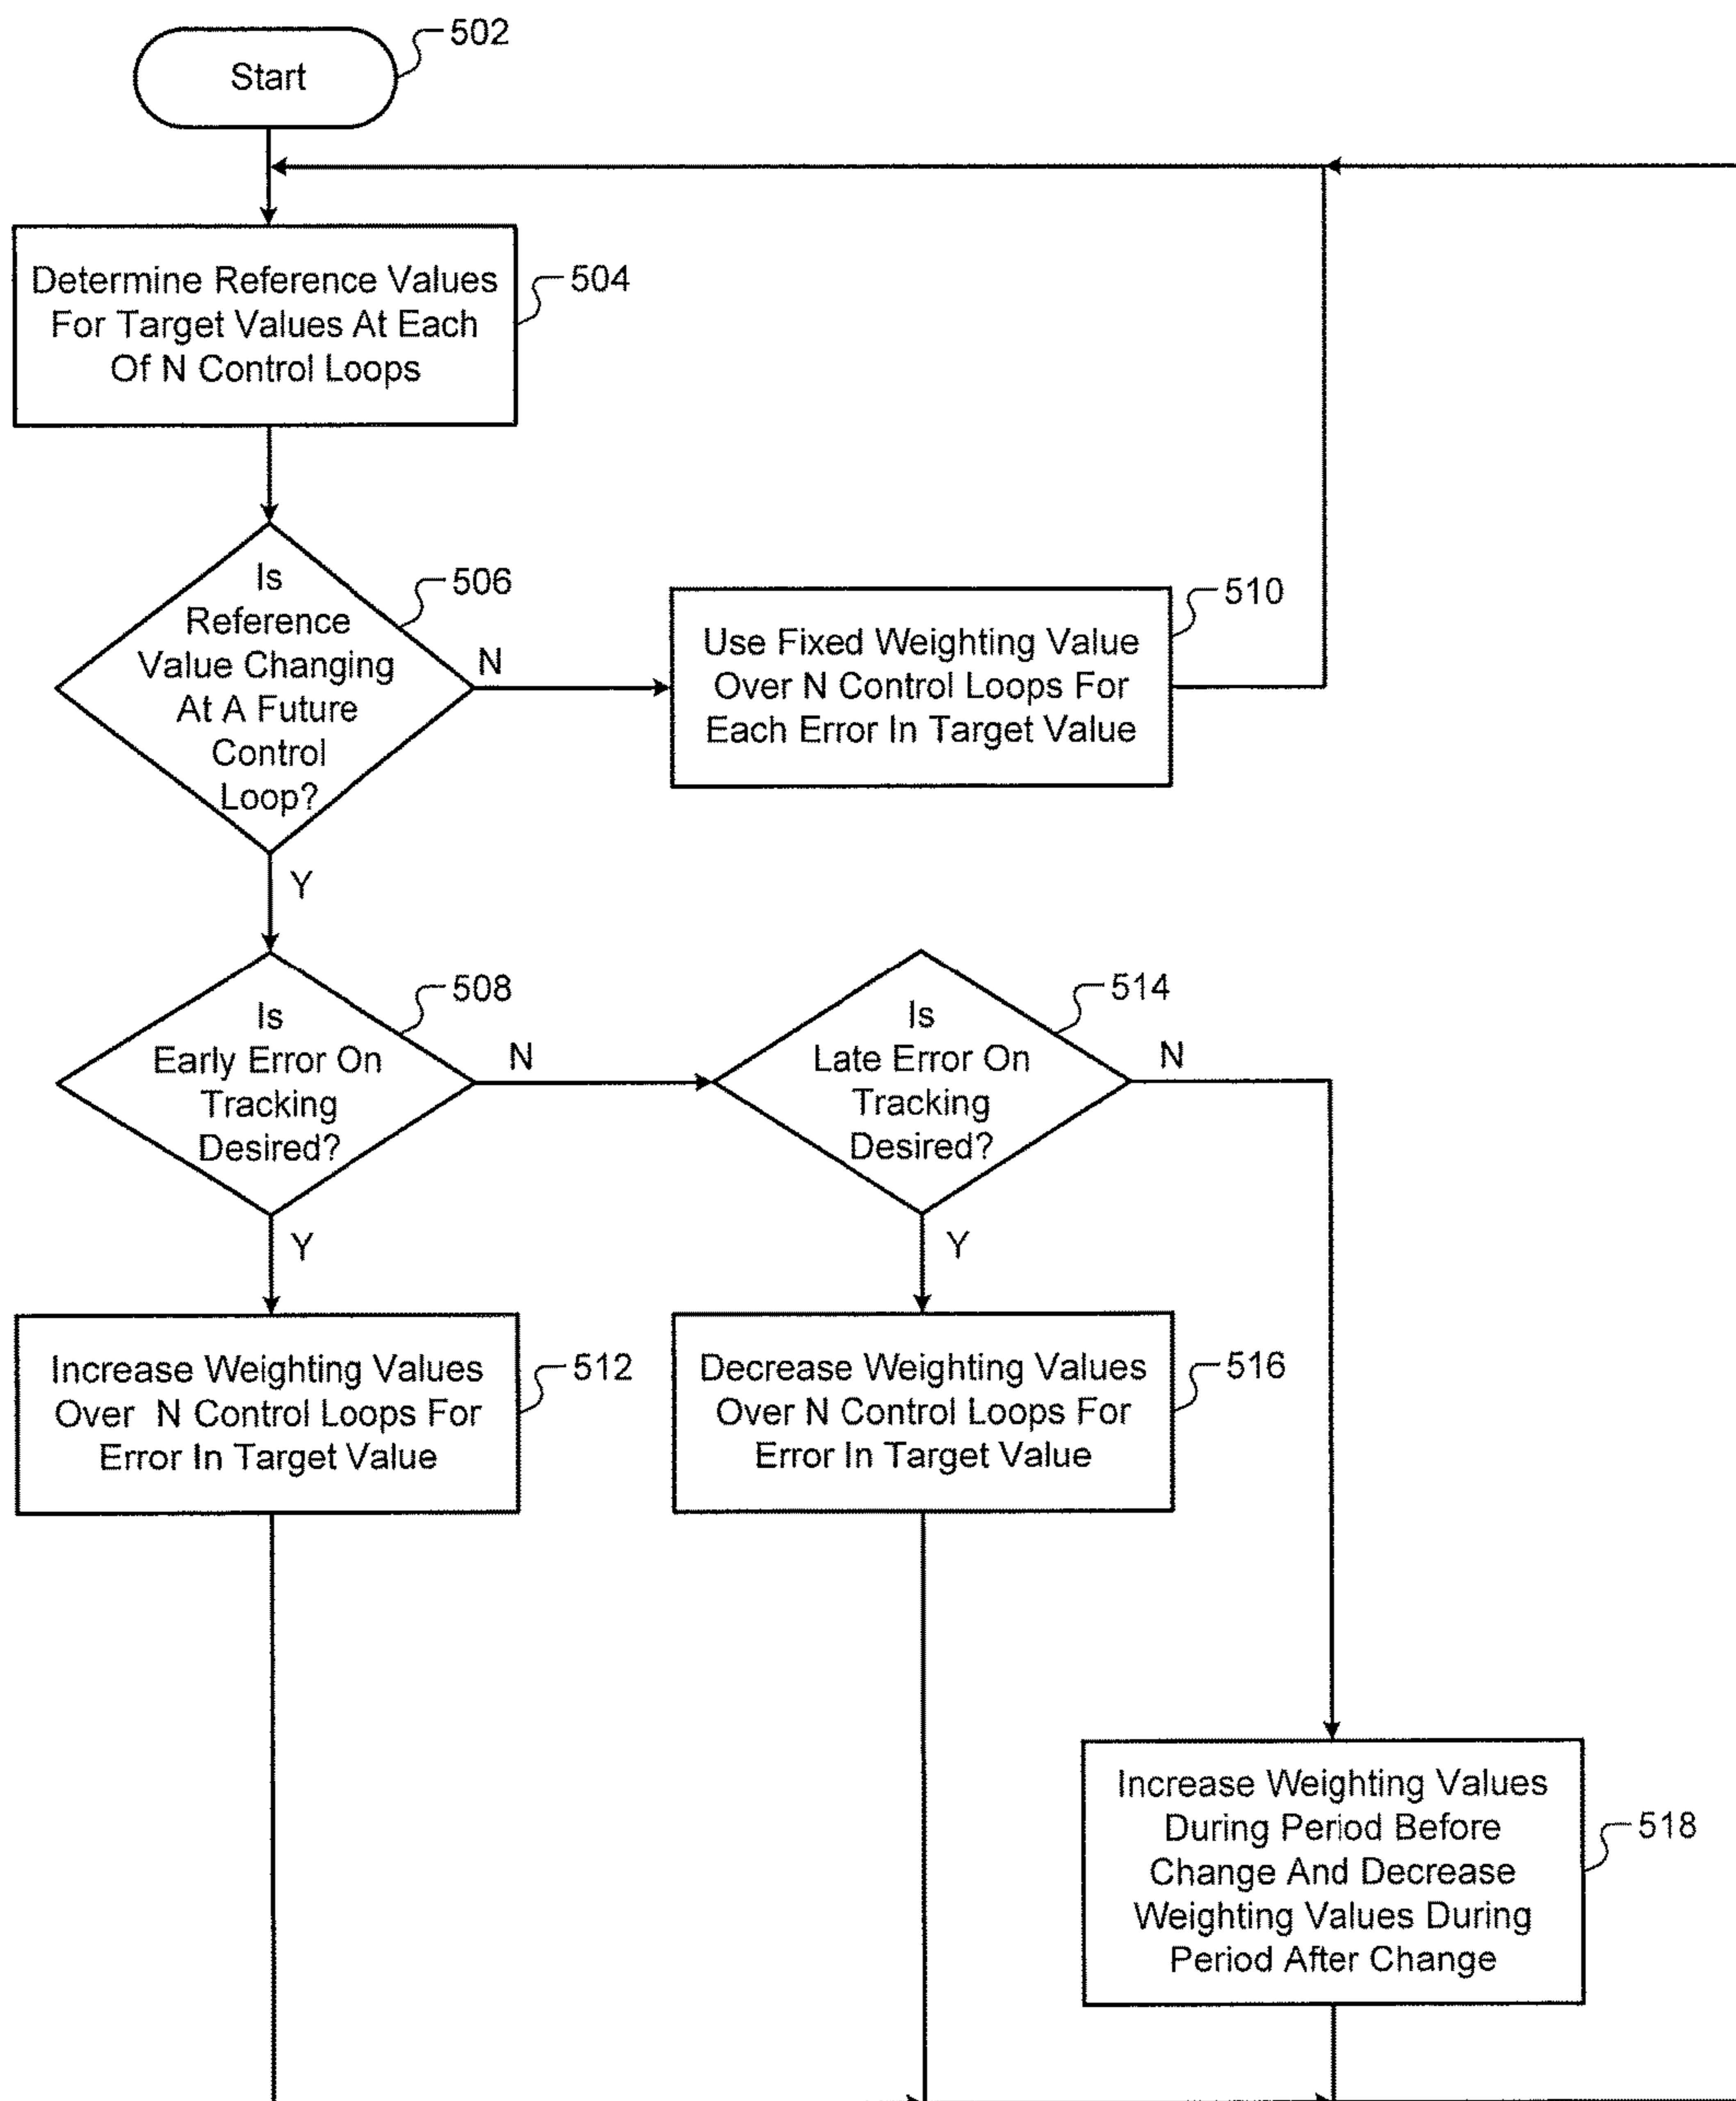 502
Start
Determine Reference Values
For Target Values At Each
Of N Control Loops
504
Is
Reference
Value Changing
At A Future
Control
Loop?
506
N
Use Fixed Weighting Value
Over N Control Loops For
Each Error In Target Value
510
Y
Is
Early Error On
Tracking
Desired?
508
N
Is
Late Error On
Tracking
Desired?
514
N
Y
Y
Increase Weighting Values
Over N Control Loops For
Error In Target Value
512
Decrease Weighting Values
Over N Control Loops For
Error In Target Value
516
Increase Weighting Values
During Period Before
Change And Decrease
Weighting Values During
Period After Change
518